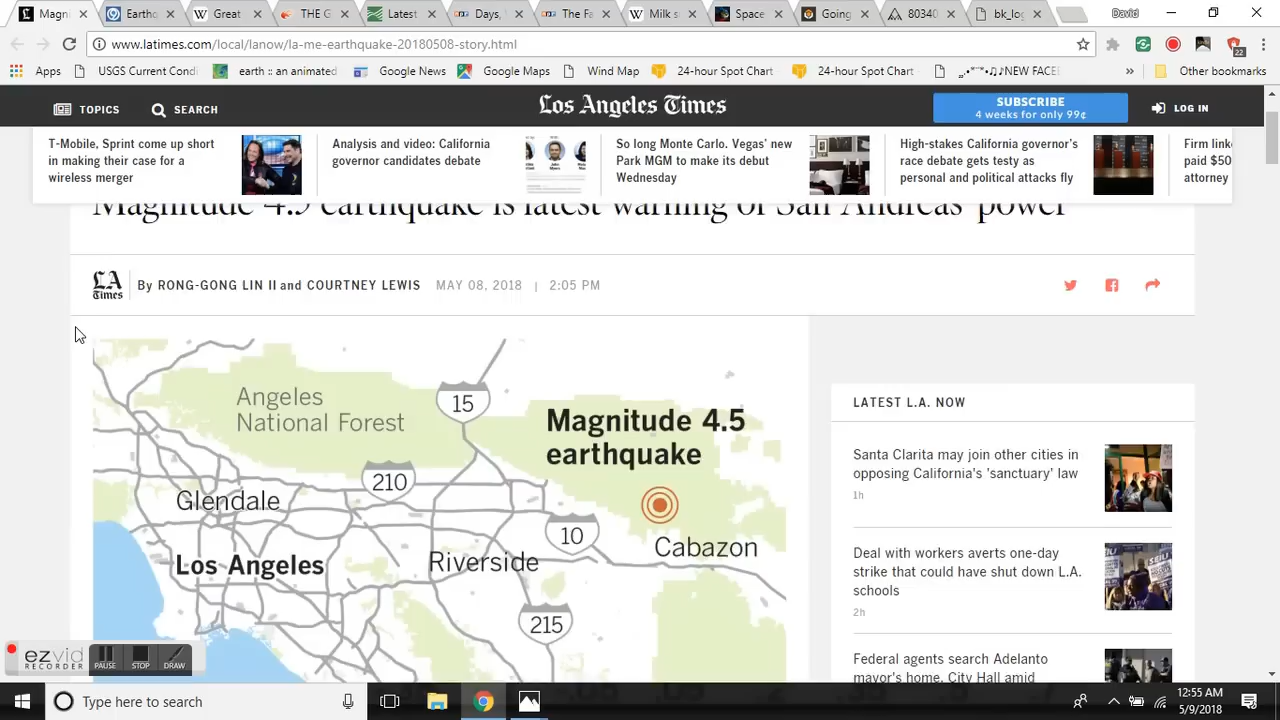 Magn
Earthq
Great
THE G
Latest
Days,
The Fa
Milk s
Space
Going
80340
bk_log
David
www.latimes.com/local/lanow/la-me-earthquake-20180508-story.html
22
Apps
USGS Current Condi
earth :: an animated
Google News
Google Maps
Wind Map
24-hour Spot Chart
24-hour Spot Chart
NEW FACE
»
Other bookmarks
TOPICS
SEARCH
Los Angeles Times
SUBSCRIBE
4 weeks for only 99¢
LOG IN
T-Mobile, Sprint come up short
in making their case for a
wireless merger
Analysis and video: California
governor candidates debate
So long Monte Carlo. Vegas' new
Park MGM to make its debut
Wednesday
High-stakes California governor's
race debate gets testy as
personal and political attacks fly
Firm link
paid $50
attorney
Magnitude 4.5 earthquake is latest warning of San Andreas' power
LA
Times
By RONG-GONG LIN II and COURTNEY LEWIS
MAY 08, 2018 | 2:05 PM
Angeles
National Forest
15
Magnitude 4.5
earthquake
210
Glendale
10
Cabazon
Los Angeles
Riverside
215
LATEST L.A. NOW
Santa Clarita may join other cities in
opposing California's 'sanctuary' law
1h
Deal with workers averts one-day
strike that could have shut down L.A.
schools
2h
Federal agents search Adelanto
mayor's home, City Hall amid
ezvid
RECORDER
PAUSE
STOP
DRAW
Type here to search
12:55 AM
5/9/2018